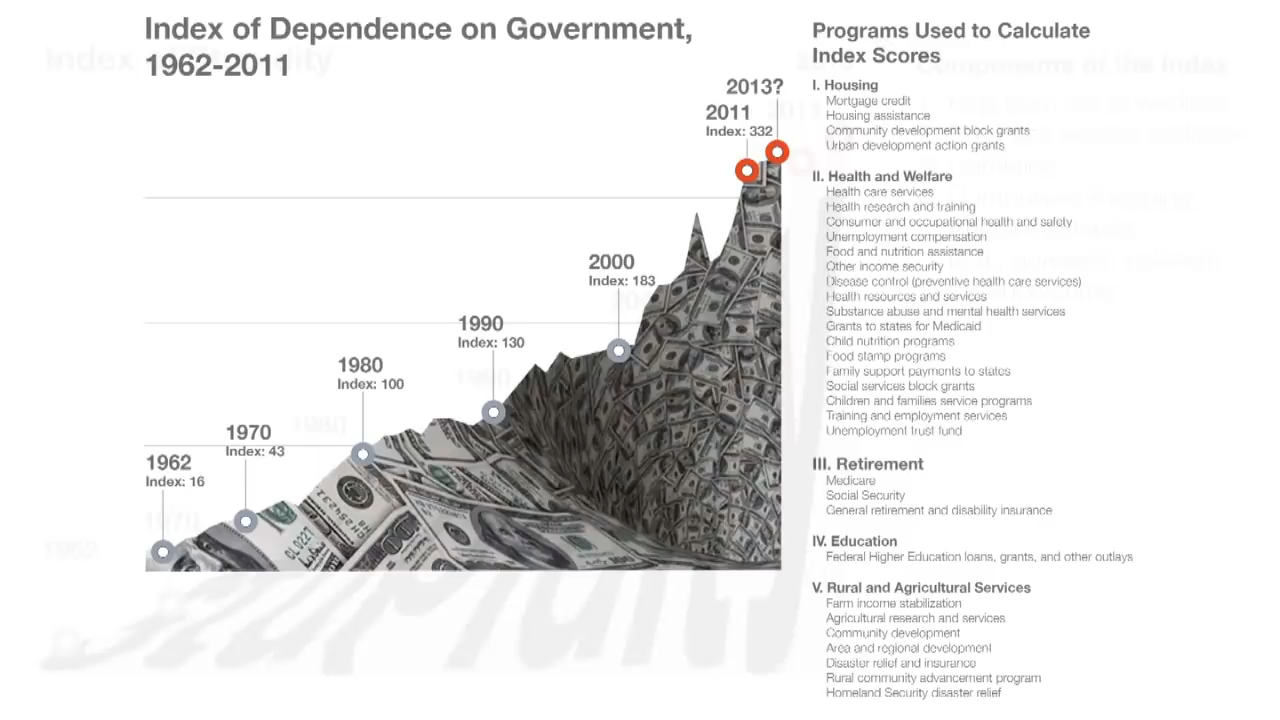 Index of Dependence on Government,
1962-2011
2013?
2011
Index: 332
2000
Index: 183
1990
Index: 130
1980
Index: 100
1970
Index: 43
1962
Index: 16
Programs Used to Calculate
Index Scores
I. Housing
Mortgage credit
Housing assistance
Community development block grants
Urban development action grants
II. Health and Welfare
Health care services
Health research and training
Consumer and occupational health and safety
Unemployment compensation
Food and nutrition assistance
Other income security
Disease control (preventive health care services)
Health resources and services
Substance abuse and mental health services
Grants to states for Medicaid
Child nutrition programs
Food stamp programs
Family support payments to states
Social services block grants
Children and families service programs
Training and employment services
Unemployment trust fund
III. Retirement
Medicare
Social Security
General retirement and disability insurance
IV. Education
Federal Higher Education loans, grants, and other outlays
V. Rural and Agricultural Services
Farm income stabilization
Agricultural research and services
Community development
Area and regional development
Disaster relief and insurance
Rural community advancement program
Homeland Security disaster relief